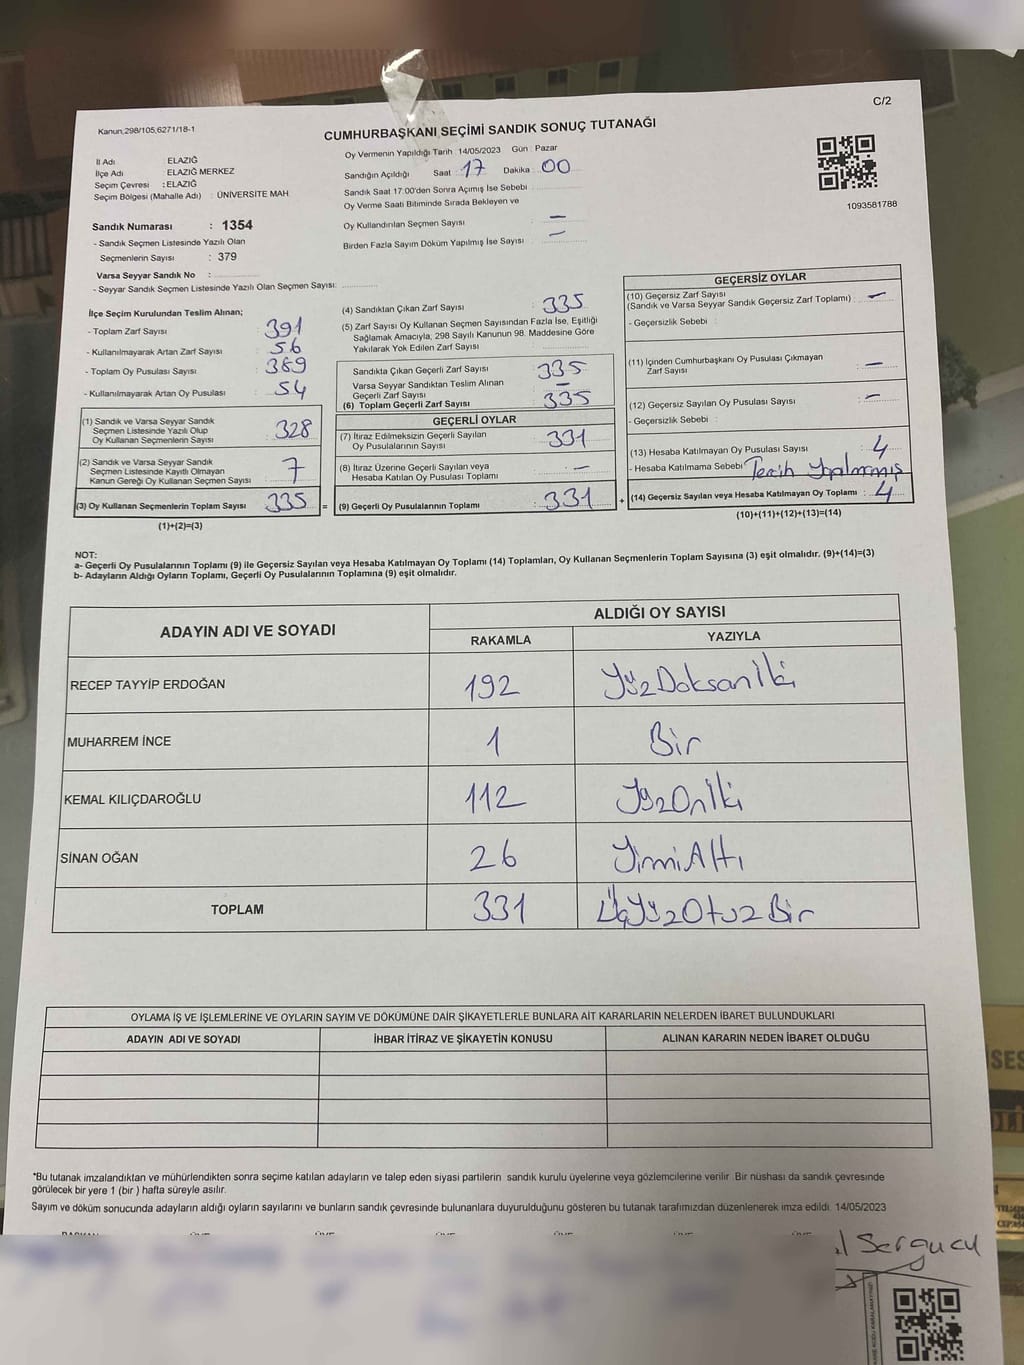 C/2
Kanun,298/105,6271/18-1
CUMHURBAŞKANI SEÇİMİ SANDIK SONUÇ TUTANAĞI
İl Adı : ELAZIĞ
İlçe Adı : ELAZIĞ MERKEZ
Seçim Çevresi : ELAZIĞ
Seçim Bölgesi (Mahalle Adı) : ÜNİVERSİTE MAH
Oy Vermenin Yapıldığı Tarih : 14/05/2023 Gün : Pazar
Sandığın Açıldığı Saat : 17 Dakika : 00
Sandık Saat 17:00'den Sonra Açımış İse Sebebi
Oy Verme Saati Bitiminde Sırada Bekleyen ve
Oy Kullandırılan Seçmen Sayısı –
Birden Fazla Sayım Döküm Yapılmış İse Sayısı –
1093581788
Sandık Numarası : 1354
- Sandık Seçmen Listesinde Yazılı Olan
Seçmenlerin Sayısı : 379
Varsa Seyyar Sandık No :
- Seyyar Sandık Seçmen Listesinde Yazılı Olan Seçmen Sayısı:
İlçe Seçim Kurulundan Teslim Alınan;
- Toplam Zarf Sayısı : 391
- Kullanılmayarak Artan Zarf Sayısı : 56
- Toplam Oy Pusulası Sayısı : 389
- Kullanılmayarak Artan Oy Pusulası : 54
(1) Sandık ve Varsa Seyyar Sandık
Seçmen Listesinde Yazılı Olup
Oy Kullanan Seçmenlerin Sayısı : 328
(2) Sandık ve Varsa Seyyar Sandık
Seçmen Listesinde Kayıtlı Olmayan
Kanun Gereği Oy Kullanan Seçmen Sayısı : 7
(3) Oy Kullanan Seçmenlerin Toplam Sayısı : 335 =
(1)+(2)=(3)
(4) Sandıktan Çıkan Zarf Sayısı : 335
(5) Zarf Sayısı Oy Kullanan Seçmen Sayısından Fazla İse, Eşitliği
Sağlamak Amacıyla, 298 Sayılı Kanunun 98. Maddesine Göre
Yakılarak Yok Edilen Zarf Sayısı :
Sandıkta Çıkan Geçerli Zarf Sayısı : 335
Varsa Seyyar Sandıktan Teslim Alınan
Geçerli Zarf Sayısı : –
(6) Toplam Geçerli Zarf Sayısı : 335
GEÇERLİ OYLAR
(7) İtiraz Edilmeksizin Geçerli Sayılan
Oy Pusulalarının Sayısı : 331
(8) İtiraz Üzerine Geçerli Sayılan veya
Hesaba Katılan Oy Pusulası Toplamı : –
(9) Geçerli Oy Pusulalarının Toplamı : 331 +
GEÇERSİZ OYLAR
(10) Geçersiz Zarf Sayısı
(Sandık ve Varsa Seyyar Sandık Geçersiz Zarf Toplamı) : –
- Geçersizlik Sebebi :
(11) İçinden Cumhurbaşkanı Oy Pusulası Çıkmayan
Zarf Sayısı : –
(12) Geçersiz Sayılan Oy Pusulası Sayısı : –
- Geçersizlik Sebebi :
(13) Hesaba Katılmayan Oy Pusulası Sayısı : 4
- Hesaba Katılmama Sebebi : Tercih Yapılmamış
(14) Geçersiz Sayılan veya Hesaba Katılmayan Oy Toplamı : 4
(10)+(11)+(12)+(13)=(14)
NOT:
a- Geçerli Oy Pusulalarının Toplamı (9) ile Geçersiz Sayılan veya Hesaba Katılmayan Oy Toplamı (14) Toplamları, Oy Kullanan Seçmenlerin Toplam Sayısına (3) eşit olmalıdır. (9)+(14)=(3)
b- Adayların Aldığı Oyların Toplamı, Geçerli Oy Pusulalarının Toplamına (9) eşit olmalıdır.
ADAYIN ADI VE SOYADI ALDIĞI OY SAYISI
RAKAMLA YAZIYLA
RECEP TAYYİP ERDOĞAN 192 YüzDoksanİki
MUHARREM İNCE 1 Bir
KEMAL KILIÇDAROĞLU 112 YüzOnİki
SİNAN OĞAN 26 YirmiAltı
TOPLAM 331 ÜçYüzOtuzBir
OYLAMA İŞ VE İŞLEMLERİNE VE OYLARIN SAYIM VE DÖKÜMÜNE DAİR ŞİKAYETLERLE BUNLARA AİT KARARLARIN NELERDEN İBARET BULUNDUKLARI
ADAYIN ADI VE SOYADI İHBAR İTİRAZ VE ŞİKAYETİN KONUSU ALINAN KARARIN NEDEN İBARET OLDUĞU
*Bu tutanak imzalandıktan ve mühürlendikten sonra seçime katılan adayların ve talep eden siyasi partilerin sandık kurulu üyelerine veya gözlemcilerine verilir. Bir nüshası da sandık çevresinde
görülecek bir yere 1 (bir ) hafta süreyle asılır.
Sayım ve döküm sonucunda adayların aldığı oyların sayılarını ve bunların sandık çevresinde bulunanlara duyurulduğunu gösteren bu tutanak tarafımızdan düzenlenerek imza edildi. 14/05/2023